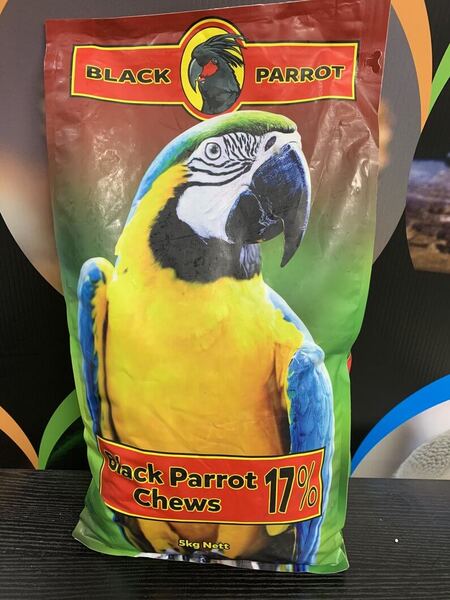 BLACK PARROT
Black Parrot
Chews
17%
5kg Nett